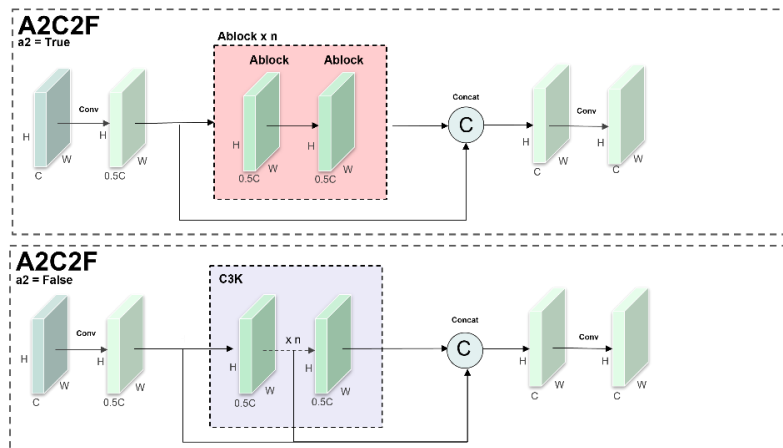 A2C2F
a2 = True
Ablock x n
Ablock Ablock
Concat
Conv
C
Conv
H
W
C
H
W
0.5C
H
W
0.5C
H
W
0.5C
H
W
C
H
W
C
A2C2F
a2 = False
C3K
Concat
Conv
x n
C
Conv
H
W
C
H
W
0.5C
H
W
0.5C
H
W
0.5C
H
W
C
H
W
C